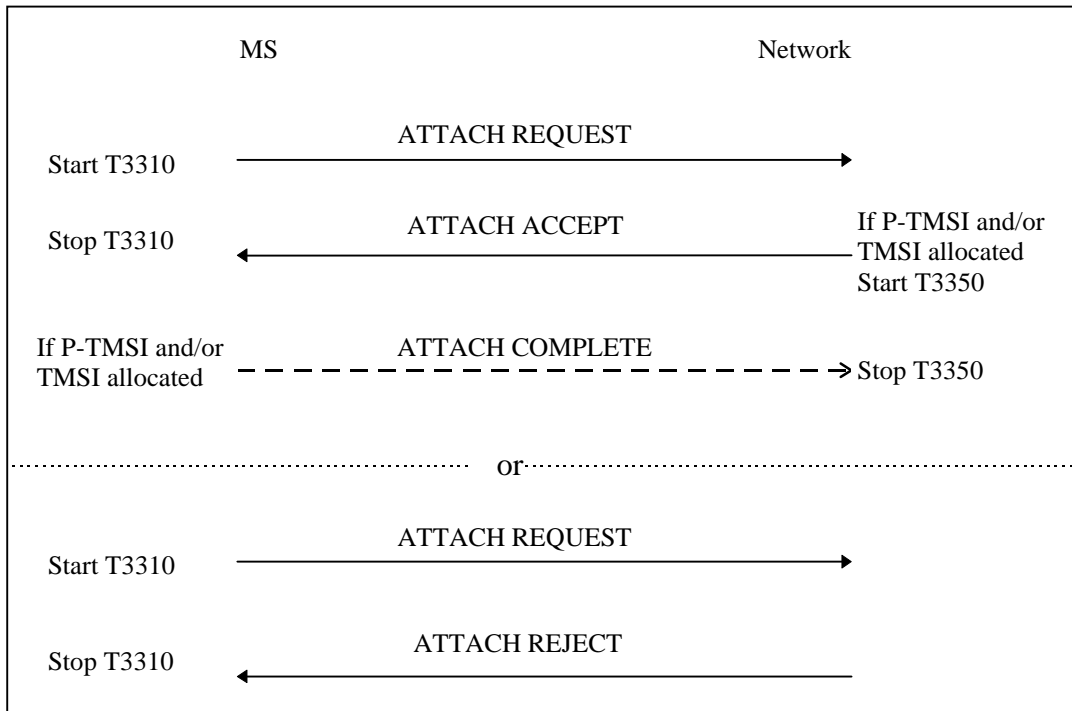 MS
Network
ATTACH REQUEST
Start T3310
ATTACH ACCEPT
Stop T3310
If P-TMSI and/or
TMSI allocated
Start T3350
If P-TMSI and/or
TMSI allocated
ATTACH COMPLETE
Stop T3350
or
ATTACH REQUEST
Start T3310
ATTACH REJECT
Stop T3310